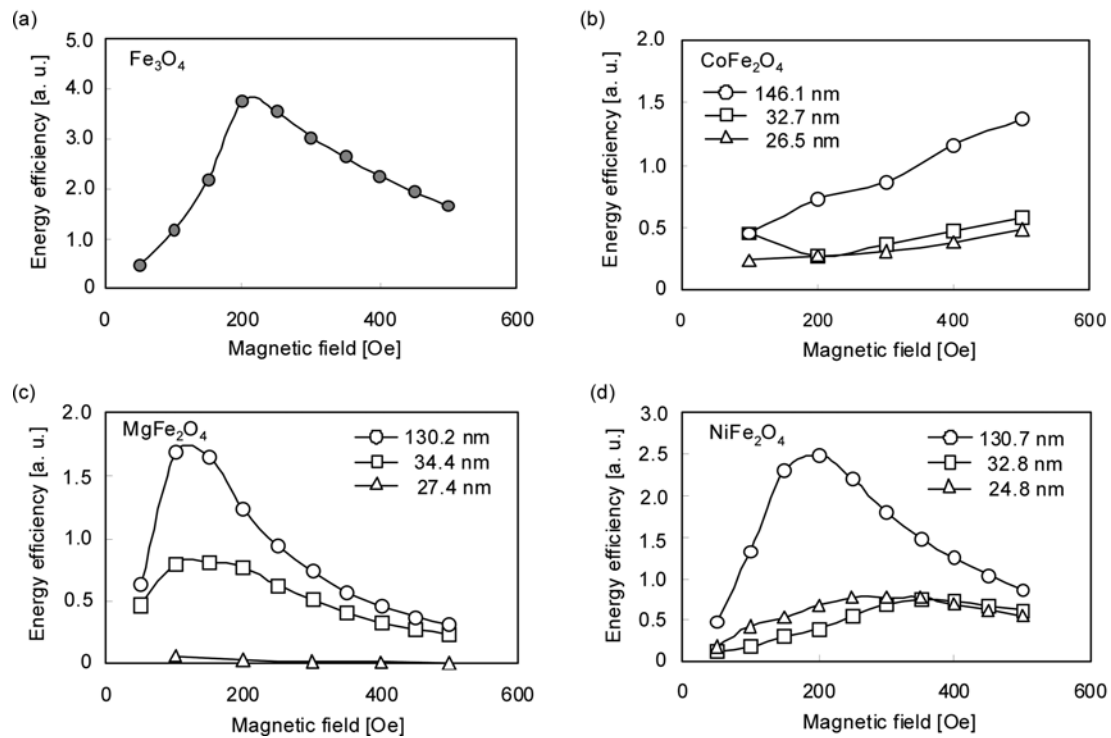 (a)
Fe₃O₄
Energy efficiency [a. u.]
5.0
4.0
3.0
2.0
1.0
0
0 200 400 600
Magnetic field [Oe]
(b)
CoFe₂O₄
146.1 nm
32.7 nm
26.5 nm
Energy efficiency [a. u.]
2.0
1.5
1.0
0.5
0
0 200 400 600
Magnetic field [Oe]
(c)
MgFe₂O₄
130.2 nm
34.4 nm
27.4 nm
Energy efficiency [a. u.]
2.0
1.5
1.0
0.5
0
0 200 400 600
Magnetic field [Oe]
(d)
NiFe₂O₄
130.7 nm
32.8 nm
24.8 nm
Energy efficiency [a. u.]
3.0
2.5
2.0
1.5
1.0
0.5
0
0 200 400 600
Magnetic field [Oe]